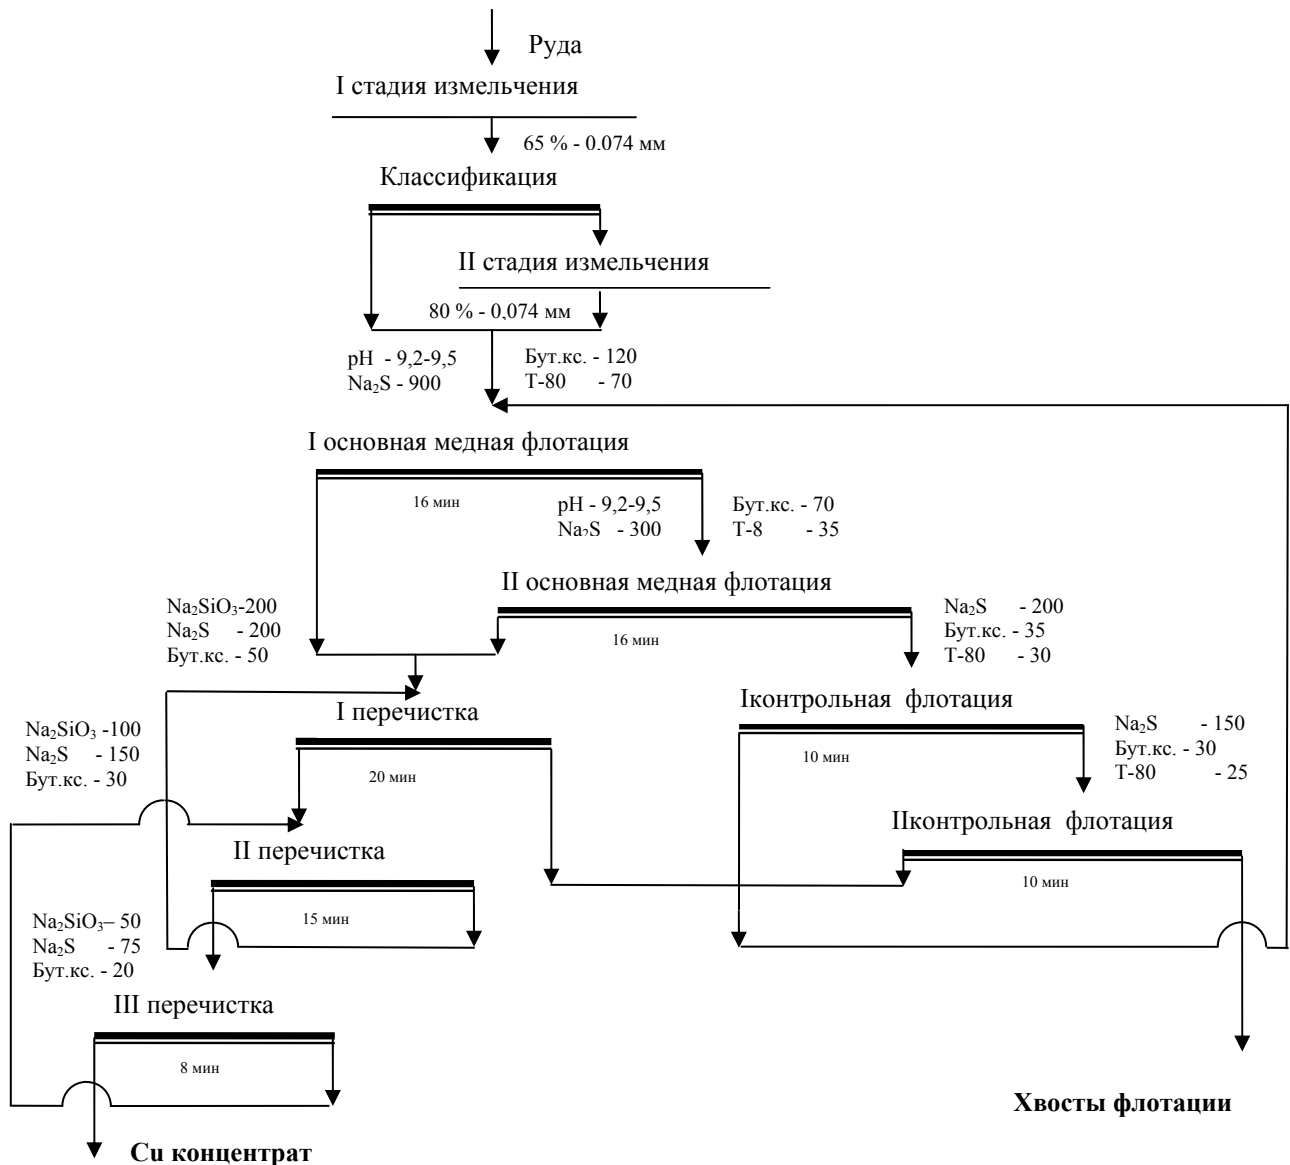 Руда
I стадия измельчения
65 % - 0.074 мм
Классификация
II стадия измельчения
80 % - 0,074 мм
pH - 9,2-9,5
Na₂S - 900
Бут.кс. - 120
Т-80 - 70
I основная медная флотация
16 мин
pH - 9,2-9,5
Na₂S - 300
Бут.кс. - 70
Т-8 - 35
II основная медная флотация
16 мин
Na₂SiO₃-200
Na₂S - 200
Бут.кс. - 50
Na₂S - 200
Бут.кс. - 35
Т-80 - 30
I перечистка
20 мин
Iконтрольная флотация
10 мин
Na₂SiO₃ -100
Na₂S - 150
Бут.кс. - 30
Na₂S - 150
Бут.кс. - 30
Т-80 - 25
II перечистка
15 мин
IIконтрольная флотация
10 мин
Na₂SiO₃– 50
Na₂S - 75
Бут.кс. - 20
III перечистка
8 мин
Хвосты флотации
Cu концентрат